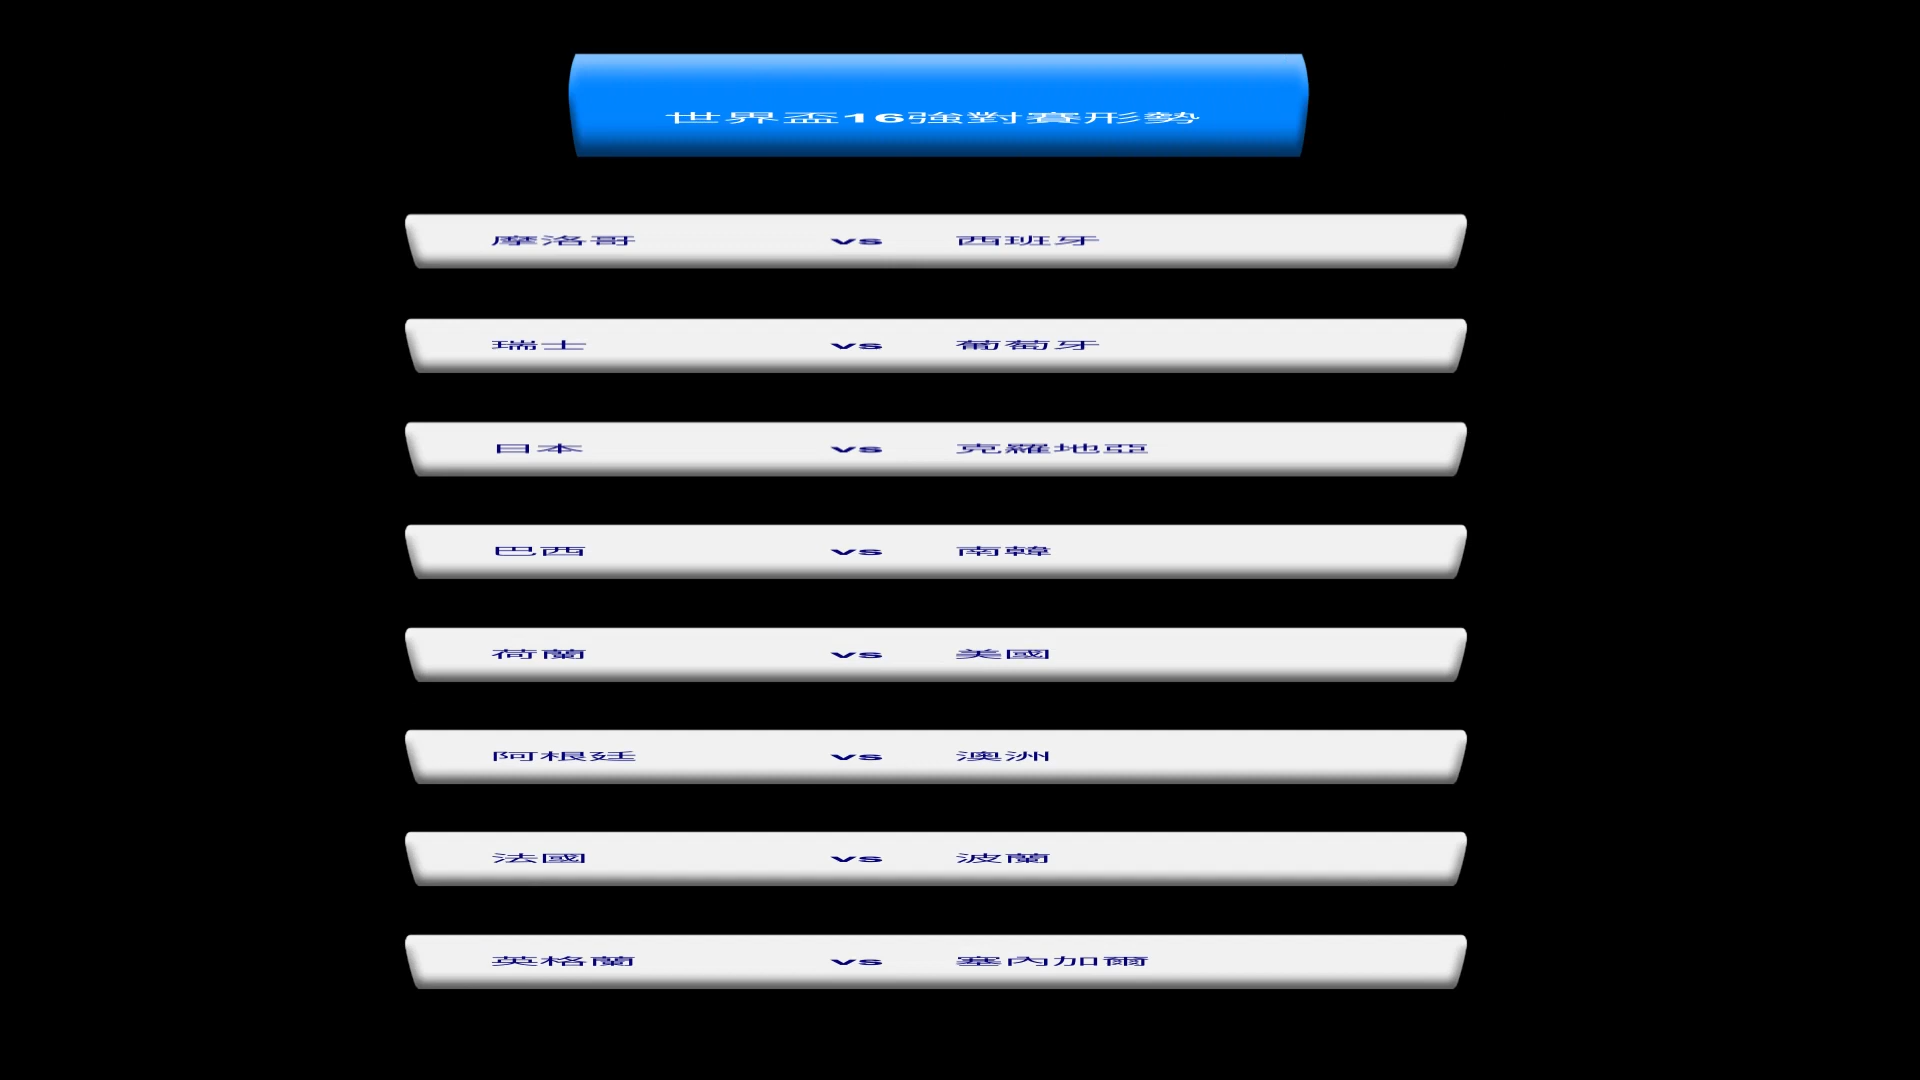 世界盃16強對賽形勢
摩洛哥 vs 西班牙
瑞士 vs 葡萄牙
日本 vs 克羅地亞
巴西 vs 南韓
荷蘭 vs 美國
阿根廷 vs 澳洲
法國 vs 波蘭
英格蘭 vs 塞內加爾